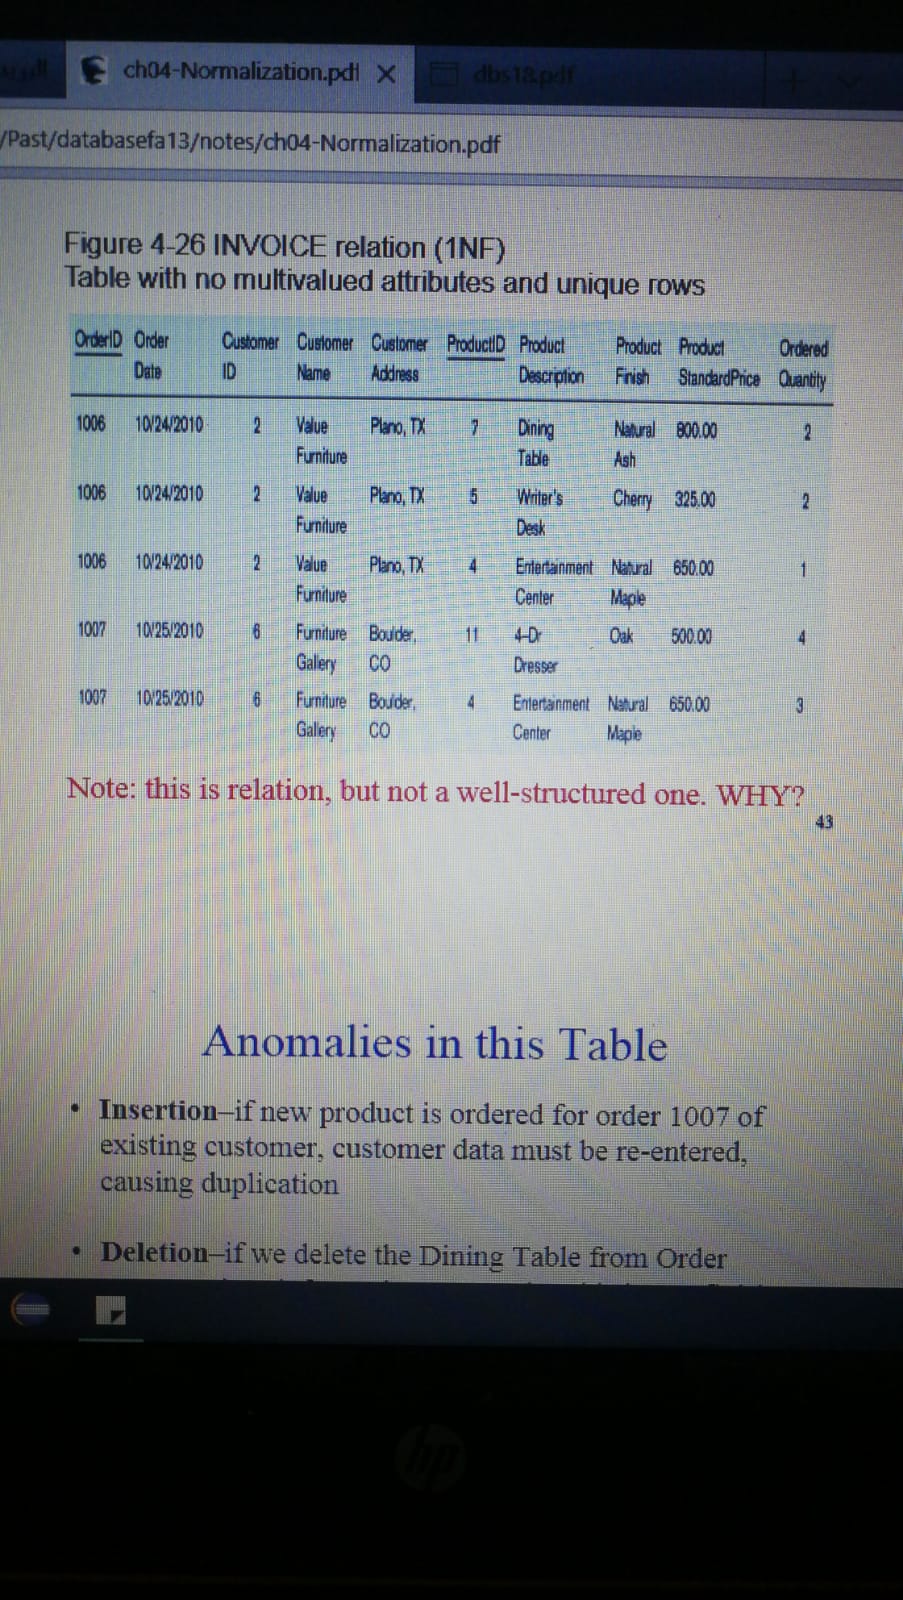 ch04-Normalization.pdf X
dbs1&.pdf
/Past/databasefa13/notes/ch04-Normalization.pdf
Figure 4-26 INVOICE relation (1NF)
Table with no multivalued attributes and unique rows
OrderID Order Customer Customer Customer ProductID Product Product Product Ordered
Date ID Name Address Description Finish StandardPrice Quantity
1006 10/24/2010 2 Value Plano, TX 7 Dining Natural 800.00 2
Furniture Table Ash
1006 10/24/2010 2 Value Plano, TX 5 Writer's Cherry 325.00 2
Furniture Desk
1006 10/24/2010 2 Value Plano, TX 4 Entertainment Natural 650.00 1
Furniture Center Maple
1007 10/25/2010 6 Furniture Boulder, 11 4-Dr Oak 500.00 4
Gallery CO Dresser
1007 10/25/2010 6 Furniture Boulder, 4 Entertainment Natural 650.00 3
Gallery CO Center Maple
Note: this is relation, but not a well-structured one. WHY?
43
Anomalies in this Table
• Insertion–if new product is ordered for order 1007 of
existing customer, customer data must be re-entered,
causing duplication
• Deletion–if we delete the Dining Table from Order
hp